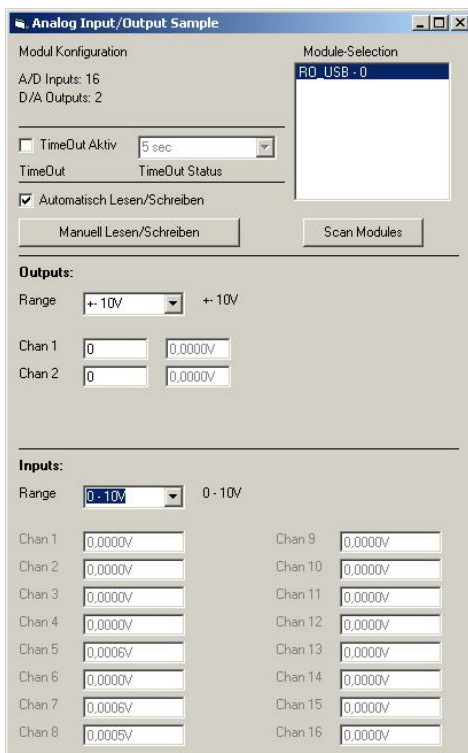 Analog Input/Output Sample
Modul Konfiguration
A/D Inputs: 16
D/A Outputs: 2
Module-Selection
RO_USB - 0
TimeOut Aktiv
5 sec
TimeOut
TimeOut Status
Automatisch Lesen/Schreiben
Manuell Lesen/Schreiben
Scan Modules
Outputs:
Range
+- 10V
+- 10V
Chan 1
0
0,0000V
Chan 2
0
0,0000V
Inputs:
Range
0 - 10V
0 - 10V
Chan 1
0,0000V
Chan 9
0,0000V
Chan 2
0,0000V
Chan 10
0,0000V
Chan 3
0,0000V
Chan 11
0,0000V
Chan 4
0,0000V
Chan 12
0,0000V
Chan 5
0,0006V
Chan 13
0,0000V
Chan 6
0,0000V
Chan 14
0,0000V
Chan 7
0,0006V
Chan 15
0,0000V
Chan 8
0,0005V
Chan 16
0,0000V